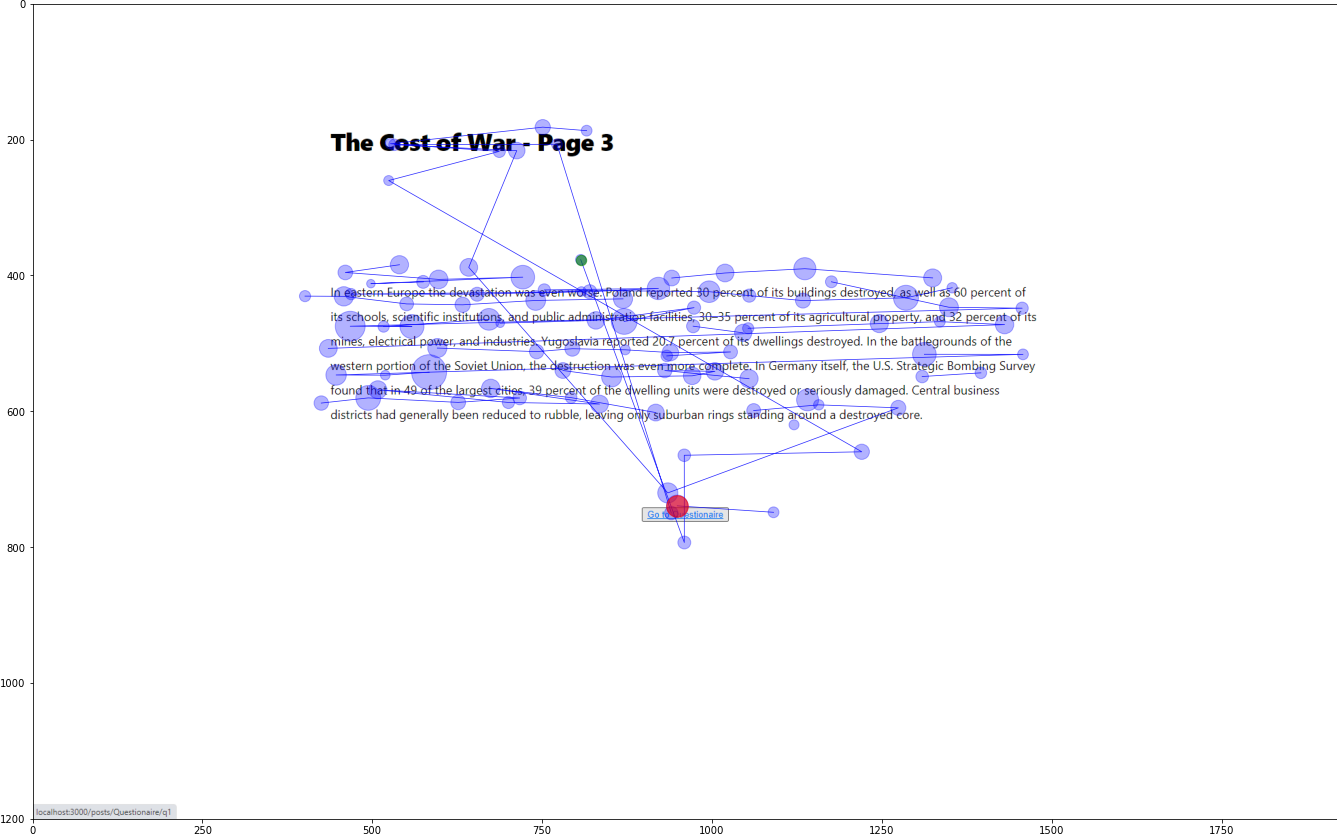 0
200
The Cost of War - Page 3
400
In eastern Europe the devastation was even worse. Poland reported 30 percent of its buildings destroyed, as well as 60 percent of
its schools, scientific institutions, and public administration facilities, 30–35 percent of its agricultural property, and 32 percent of its
mines, electrical power, and industries. Yugoslavia reported 20.7 percent of its dwellings destroyed. In the battlegrounds of the
western portion of the Soviet Union, the destruction was even more complete. In Germany itself, the U.S. Strategic Bombing Survey
found that in 49 of the largest cities, 39 percent of the dwelling units were destroyed or seriously damaged. Central business
600
districts had generally been reduced to rubble, leaving only suburban rings standing around a destroyed core.
Go to Questionaire
800
1000
localhost:3000/posts/Questionaire/q1
1200
0 250 500 750 1000 1250 1500 1750